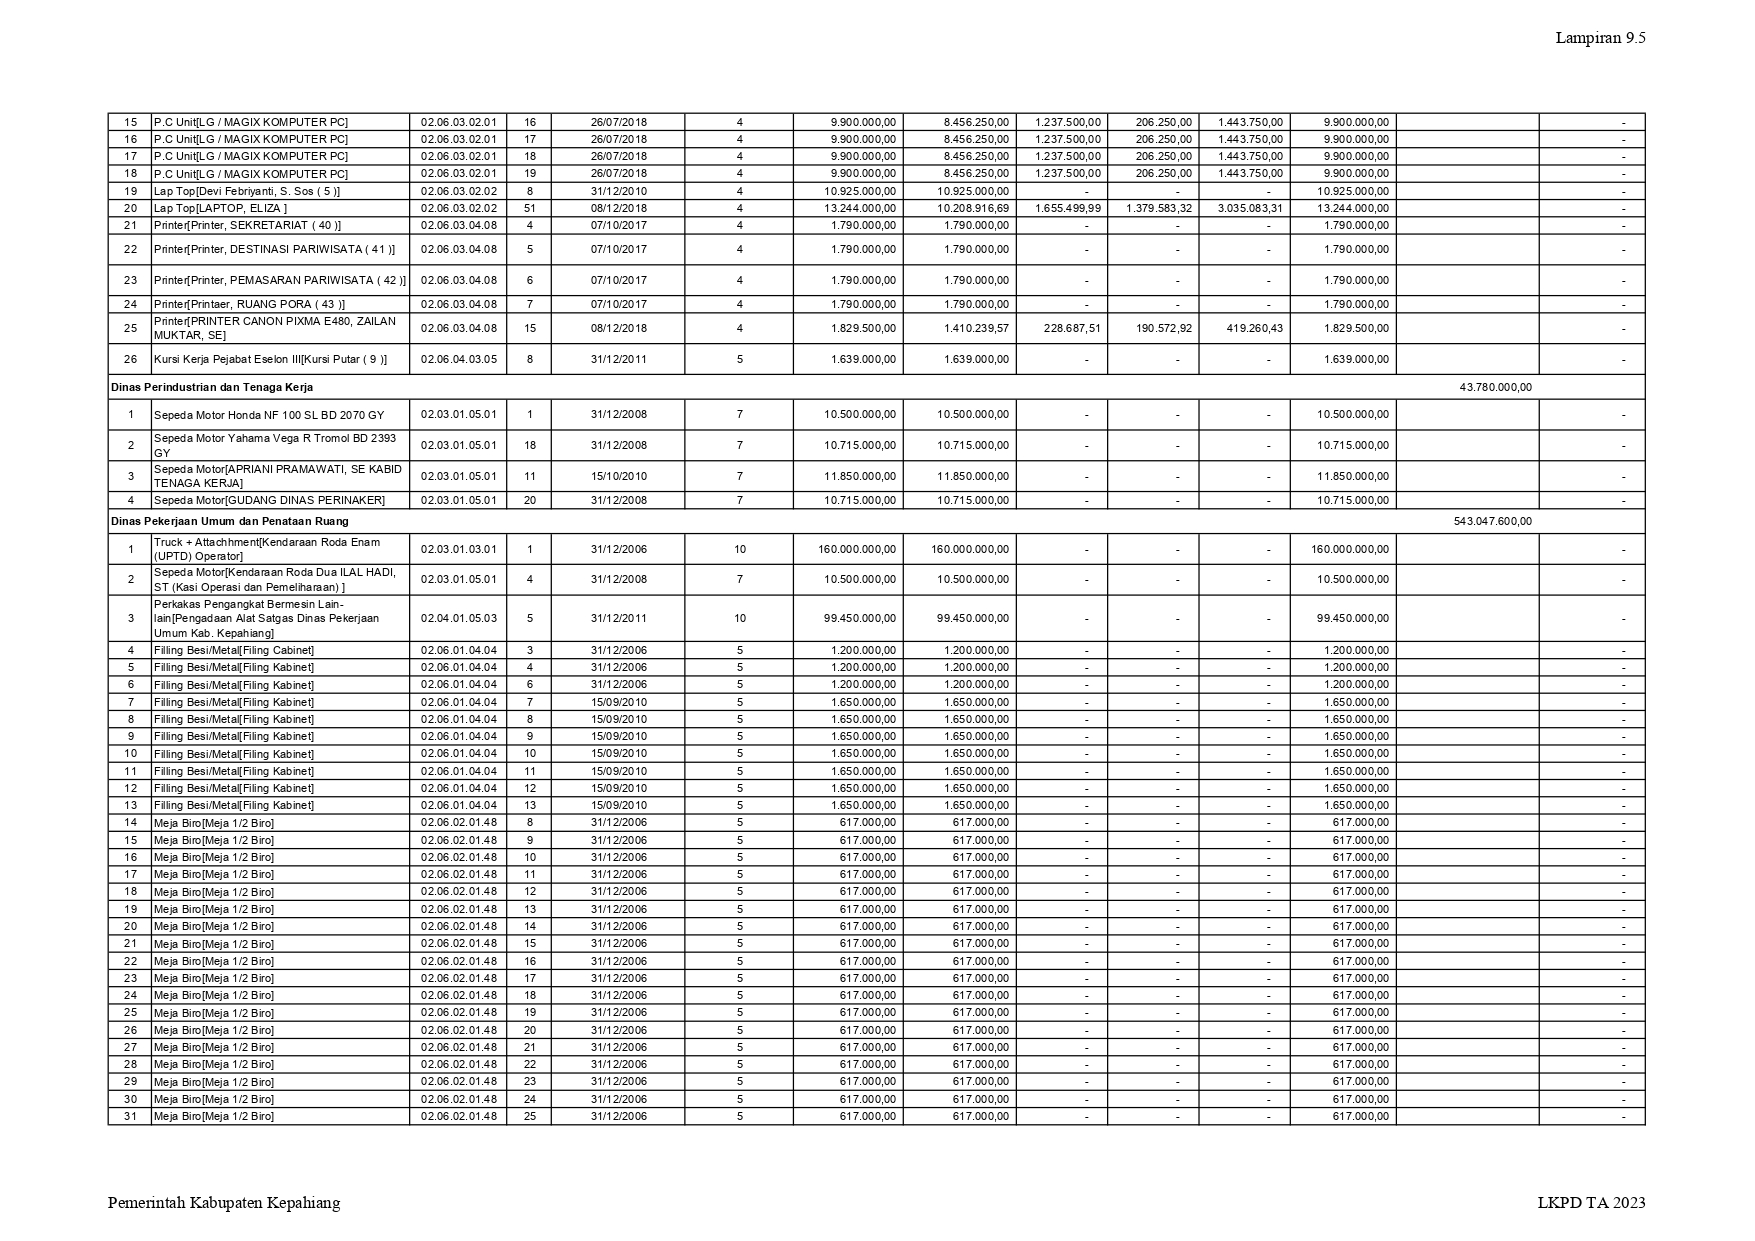 Lampiran 9.5
15 P.C Unit[LG / MAGIX KOMPUTER PC] 02.06.03.02.01 16 26/07/2018 4 9.900.000,00 8.456.250,00 1.237.500,00 206.250,00 1.443.750,00 9.900.000,00 -
16 P.C Unit[LG / MAGIX KOMPUTER PC] 02.06.03.02.01 17 26/07/2018 4 9.900.000,00 8.456.250,00 1.237.500,00 206.250,00 1.443.750,00 9.900.000,00 -
17 P.C Unit[LG / MAGIX KOMPUTER PC] 02.06.03.02.01 18 26/07/2018 4 9.900.000,00 8.456.250,00 1.237.500,00 206.250,00 1.443.750,00 9.900.000,00 -
18 P.C Unit[LG / MAGIX KOMPUTER PC] 02.06.03.02.01 19 26/07/2018 4 9.900.000,00 8.456.250,00 1.237.500,00 206.250,00 1.443.750,00 9.900.000,00 -
19 Lap Top[Devi Febriyanti, S. Sos ( 5 )] 02.06.03.02.02 8 31/12/2010 4 10.925.000,00 10.925.000,00 - - - 10.925.000,00 -
20 Lap Top[LAPTOP, ELIZA ] 02.06.03.02.02 51 08/12/2018 4 13.244.000,00 10.208.916,69 1.655.499,99 1.379.583,32 3.035.083,31 13.244.000,00 -
21 Printer[Printer, SEKRETARIAT ( 40 )] 02.06.03.04.08 4 07/10/2017 4 1.790.000,00 1.790.000,00 - - - 1.790.000,00 -
22 Printer[Printer, DESTINASI PARIWISATA ( 41 )] 02.06.03.04.08 5 07/10/2017 4 1.790.000,00 1.790.000,00 - - - 1.790.000,00 -
23 Printer[Printer, PEMASARAN PARIWISATA ( 42 )] 02.06.03.04.08 6 07/10/2017 4 1.790.000,00 1.790.000,00 - - - 1.790.000,00 -
24 Printer[Printaer, RUANG PORA ( 43 )] 02.06.03.04.08 7 07/10/2017 4 1.790.000,00 1.790.000,00 - - - 1.790.000,00 -
25 Printer[PRINTER CANON PIXMA E480, ZAILAN
MUKTAR, SE] 02.06.03.04.08 15 08/12/2018 4 1.829.500,00 1.410.239,57 228.687,51 190.572,92 419.260,43 1.829.500,00 -
26 Kursi Kerja Pejabat Eselon III[Kursi Putar ( 9 )] 02.06.04.03.05 8 31/12/2011 5 1.639.000,00 1.639.000,00 - - - 1.639.000,00 -
Dinas Perindustrian dan Tenaga Kerja 43.780.000,00
1 Sepeda Motor Honda NF 100 SL BD 2070 GY 02.03.01.05.01 1 31/12/2008 7 10.500.000,00 10.500.000,00 - - - 10.500.000,00 -
2 Sepeda Motor Yahama Vega R Tromol BD 2393
GY 02.03.01.05.01 18 31/12/2008 7 10.715.000,00 10.715.000,00 - - - 10.715.000,00 -
3 Sepeda Motor[APRIANI PRAMAWATI, SE KABID
TENAGA KERJA] 02.03.01.05.01 11 15/10/2010 7 11.850.000,00 11.850.000,00 - - - 11.850.000,00 -
4 Sepeda Motor[GUDANG DINAS PERINAKER] 02.03.01.05.01 20 31/12/2008 7 10.715.000,00 10.715.000,00 - - - 10.715.000,00 -
Dinas Pekerjaan Umum dan Penataan Ruang 543.047.600,00
1 Truck + Attachhment[Kendaraan Roda Enam
(UPTD) Operator] 02.03.01.03.01 1 31/12/2006 10 160.000.000,00 160.000.000,00 - - - 160.000.000,00 -
2 Sepeda Motor[Kendaraan Roda Dua ILAL HADI,
ST (Kasi Operasi dan Pemeliharaan) ] 02.03.01.05.01 4 31/12/2008 7 10.500.000,00 10.500.000,00 - - - 10.500.000,00 -
3 Perkakas Pengangkat Bermesin Lain-
lain[Pengadaan Alat Satgas Dinas Pekerjaan
Umum Kab. Kepahiang] 02.04.01.05.03 5 31/12/2011 10 99.450.000,00 99.450.000,00 - - - 99.450.000,00 -
4 Filling Besi/Metal[Filing Cabinet] 02.06.01.04.04 3 31/12/2006 5 1.200.000,00 1.200.000,00 - - - 1.200.000,00 -
5 Filling Besi/Metal[Filing Kabinet] 02.06.01.04.04 4 31/12/2006 5 1.200.000,00 1.200.000,00 - - - 1.200.000,00 -
6 Filling Besi/Metal[Filing Kabinet] 02.06.01.04.04 6 31/12/2006 5 1.200.000,00 1.200.000,00 - - - 1.200.000,00 -
7 Filling Besi/Metal[Filing Kabinet] 02.06.01.04.04 7 15/09/2010 5 1.650.000,00 1.650.000,00 - - - 1.650.000,00 -
8 Filling Besi/Metal[Filing Kabinet] 02.06.01.04.04 8 15/09/2010 5 1.650.000,00 1.650.000,00 - - - 1.650.000,00 -
9 Filling Besi/Metal[Filing Kabinet] 02.06.01.04.04 9 15/09/2010 5 1.650.000,00 1.650.000,00 - - - 1.650.000,00 -
10 Filling Besi/Metal[Filing Kabinet] 02.06.01.04.04 10 15/09/2010 5 1.650.000,00 1.650.000,00 - - - 1.650.000,00 -
11 Filling Besi/Metal[Filing Kabinet] 02.06.01.04.04 11 15/09/2010 5 1.650.000,00 1.650.000,00 - - - 1.650.000,00 -
12 Filling Besi/Metal[Filing Kabinet] 02.06.01.04.04 12 15/09/2010 5 1.650.000,00 1.650.000,00 - - - 1.650.000,00 -
13 Filling Besi/Metal[Filing Kabinet] 02.06.01.04.04 13 15/09/2010 5 1.650.000,00 1.650.000,00 - - - 1.650.000,00 -
14 Meja Biro[Meja 1/2 Biro] 02.06.02.01.48 8 31/12/2006 5 617.000,00 617.000,00 - - - 617.000,00 -
15 Meja Biro[Meja 1/2 Biro] 02.06.02.01.48 9 31/12/2006 5 617.000,00 617.000,00 - - - 617.000,00 -
16 Meja Biro[Meja 1/2 Biro] 02.06.02.01.48 10 31/12/2006 5 617.000,00 617.000,00 - - - 617.000,00 -
17 Meja Biro[Meja 1/2 Biro] 02.06.02.01.48 11 31/12/2006 5 617.000,00 617.000,00 - - - 617.000,00 -
18 Meja Biro[Meja 1/2 Biro] 02.06.02.01.48 12 31/12/2006 5 617.000,00 617.000,00 - - - 617.000,00 -
19 Meja Biro[Meja 1/2 Biro] 02.06.02.01.48 13 31/12/2006 5 617.000,00 617.000,00 - - - 617.000,00 -
20 Meja Biro[Meja 1/2 Biro] 02.06.02.01.48 14 31/12/2006 5 617.000,00 617.000,00 - - - 617.000,00 -
21 Meja Biro[Meja 1/2 Biro] 02.06.02.01.48 15 31/12/2006 5 617.000,00 617.000,00 - - - 617.000,00 -
22 Meja Biro[Meja 1/2 Biro] 02.06.02.01.48 16 31/12/2006 5 617.000,00 617.000,00 - - - 617.000,00 -
23 Meja Biro[Meja 1/2 Biro] 02.06.02.01.48 17 31/12/2006 5 617.000,00 617.000,00 - - - 617.000,00 -
24 Meja Biro[Meja 1/2 Biro] 02.06.02.01.48 18 31/12/2006 5 617.000,00 617.000,00 - - - 617.000,00 -
25 Meja Biro[Meja 1/2 Biro] 02.06.02.01.48 19 31/12/2006 5 617.000,00 617.000,00 - - - 617.000,00 -
26 Meja Biro[Meja 1/2 Biro] 02.06.02.01.48 20 31/12/2006 5 617.000,00 617.000,00 - - - 617.000,00 -
27 Meja Biro[Meja 1/2 Biro] 02.06.02.01.48 21 31/12/2006 5 617.000,00 617.000,00 - - - 617.000,00 -
28 Meja Biro[Meja 1/2 Biro] 02.06.02.01.48 22 31/12/2006 5 617.000,00 617.000,00 - - - 617.000,00 -
29 Meja Biro[Meja 1/2 Biro] 02.06.02.01.48 23 31/12/2006 5 617.000,00 617.000,00 - - - 617.000,00 -
30 Meja Biro[Meja 1/2 Biro] 02.06.02.01.48 24 31/12/2006 5 617.000,00 617.000,00 - - - 617.000,00 -
31 Meja Biro[Meja 1/2 Biro] 02.06.02.01.48 25 31/12/2006 5 617.000,00 617.000,00 - - - 617.000,00 -
Pemerintah Kabupaten Kepahiang LKPD TA 2023